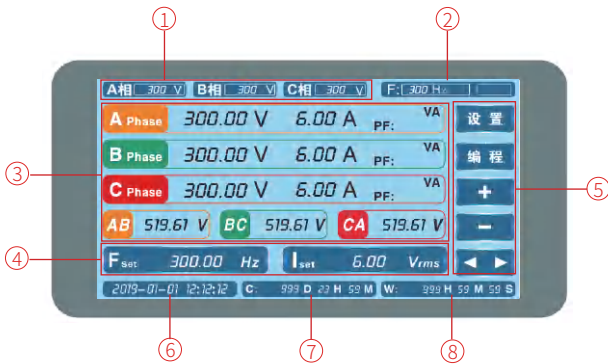 ① ②
A相 300 V B相 300 V C相 300 V F: 300 Hz
A Phase 300.00 V 6.00 A PF: VA
设置
B Phase 300.00 V 6.00 A PF: VA
编程
③
C Phase 300.00 V 6.00 A PF: VA
+
⑤
AB 519.61 V BC 519.61 V CA 519.61 V
−
④
Fset 300.00 Hz Iset 6.00 Vrms
◀ ▶
2019-01-01 12:12:12 C: 999 D 23 H 59 M W: 999 H 59 M 59 S
⑥ ⑦ ⑧